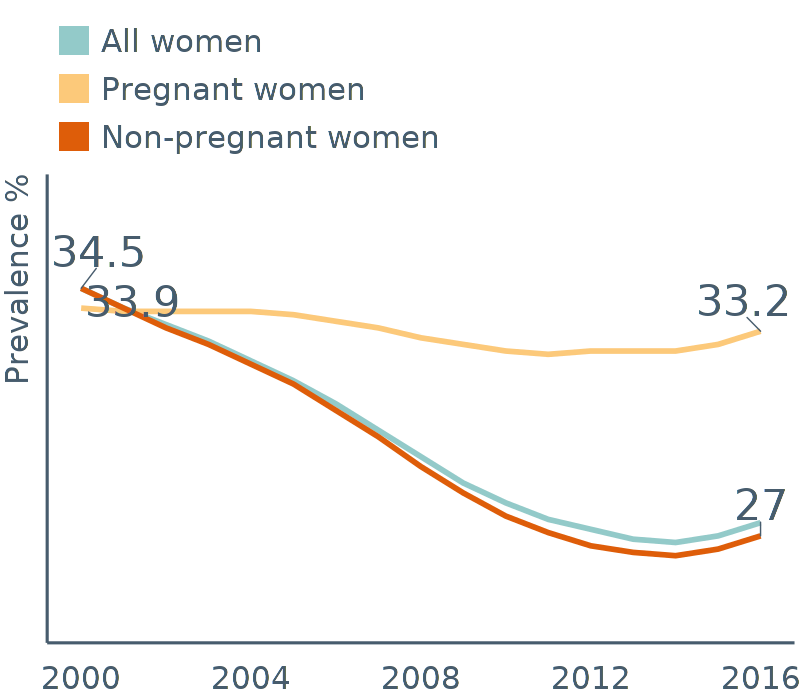 All women
Pregnant women
Non-pregnant women
Prevalence %
34.5
33.9
33.2
27
2000 2004 2008 2012 2016